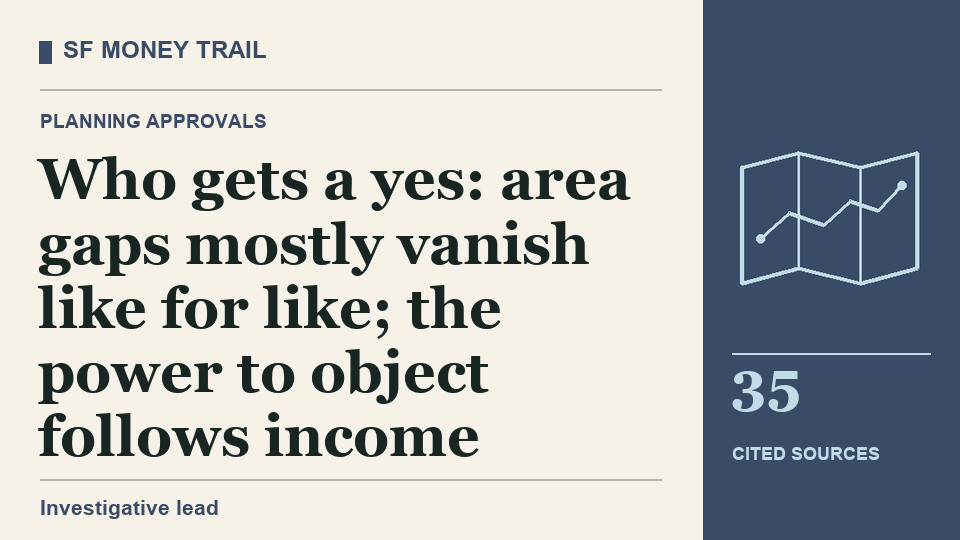 SF MONEY TRAIL
PLANNING APPROVALS
Who gets a yes: area
gaps mostly vanish
like for like; the
power to object
follows income
Investigative lead
35
CITED SOURCES